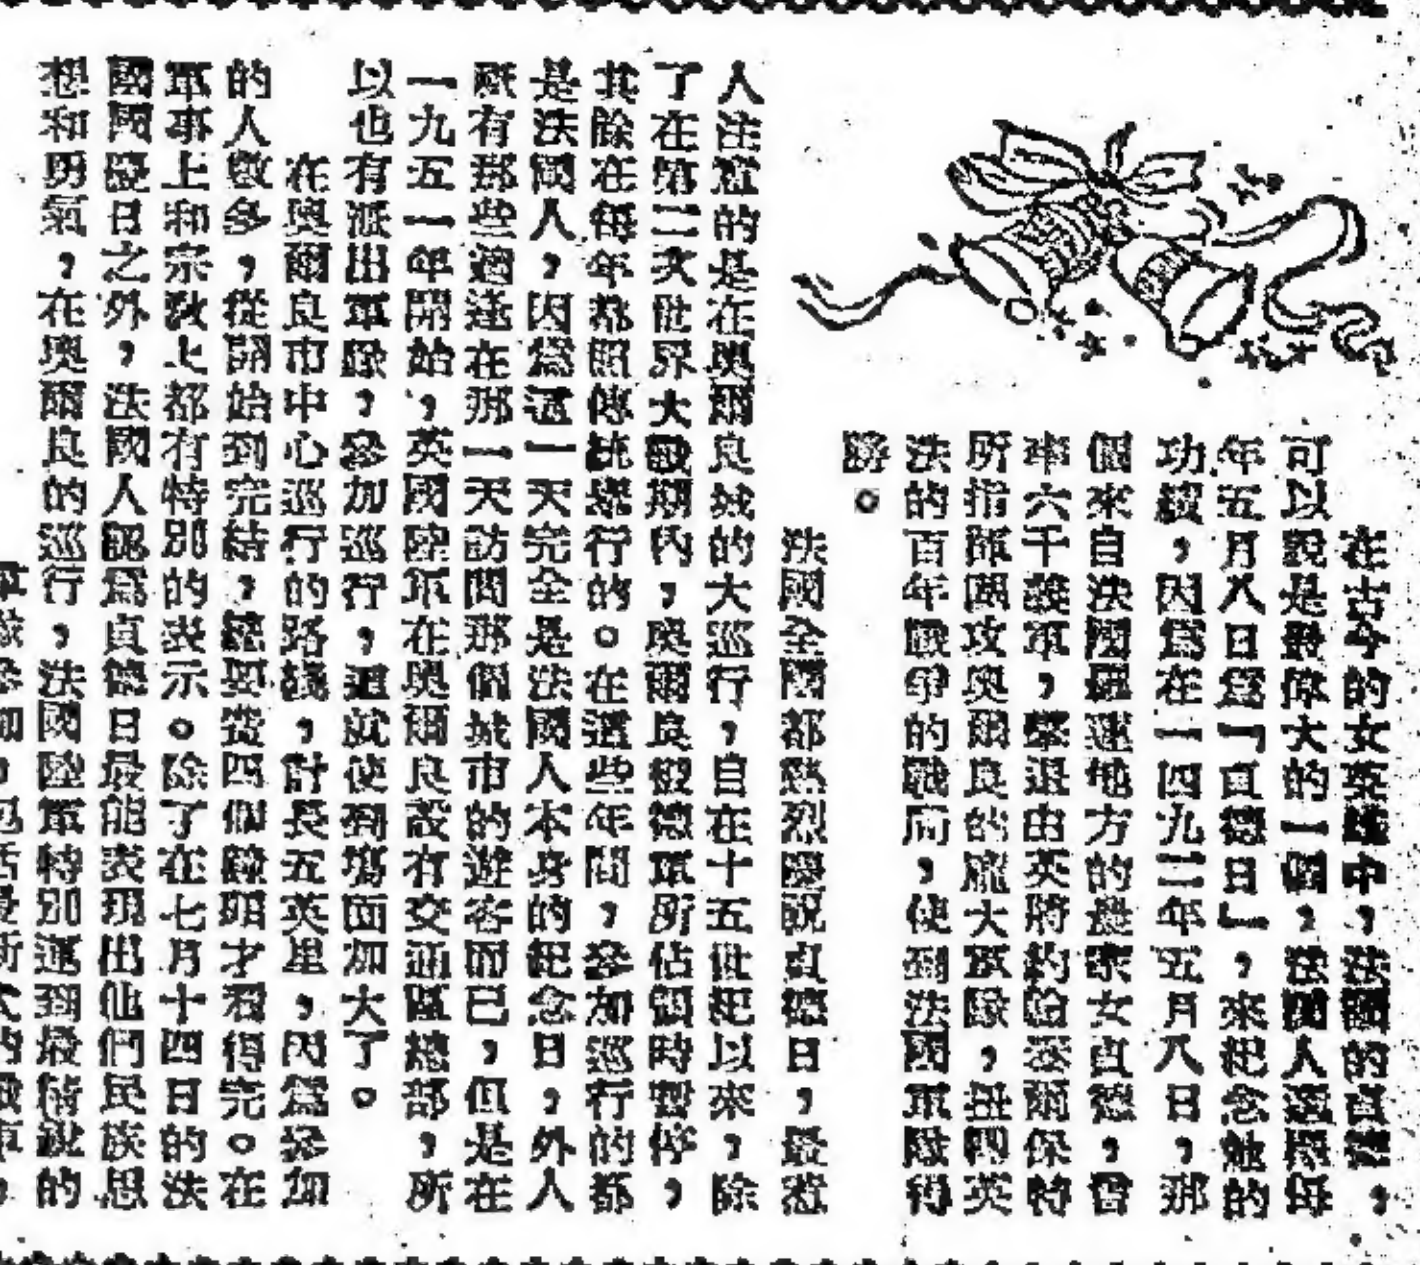 在古今的女英雄中，法國的貞德，
可以說是最偉大的一個，法國人選擇每
年五月八日為「貞德日」，來紀念她的
功績，因為在一四九二年五月八日，那
個來自法國羅連地方的農家女貞德，曾
率六千義軍，擊退由英將約翰泰爾保特
所指揮圍攻奧爾良的龐大軍隊，扭轉英
法的百年戰爭的戰局，使到法國軍隊得
勝。
法國全國都熱烈慶祝貞德日，最惹
人注意的是在奧爾良城的大巡行，自在十五世紀以來，除
了在第二次世界大戰期內，奧爾良被德軍所佔領時暫停，
其餘在每年都照傳統舉行的。在這些年間，參加巡行的都
是法國人，因為這一天完全是法國人本身的紀念日，外人
祇有那些適逢在那一天訪問那個城市的遊客而已，但是在
一九五一年開始，英國陸軍在奧爾良設有交通區總部，所
以也有派出軍隊，參加巡行，這就使到場面加大了。
在奧爾良市中心巡行的路綫，計長五英里，因為參加
的人數多，從開始到完結，總要費四個鐘頭才看得完。在
軍事上和宗敎上都有特別的表示。除了在七月十四日的法
國國慶日之外，法國人認為貞德日最能表現出他們民族思
想和勇氣，在奧爾良的巡行，法國陸軍特別運到最精銳的